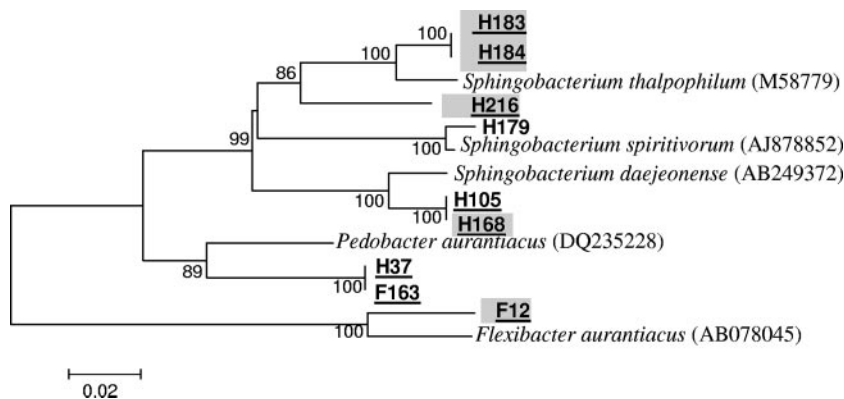 100
H183
H184
100
Sphingobacterium thalpophilum (M58779)
86
H216
99
H179
100
Sphingobacterium spiritivorum (AJ878852)
Sphingobacterium daejeonense (AB249372)
100
H105
100
H168
Pedobacter aurantiacus (DQ235228)
89
H37
100
F163
F12
100
Flexibacter aurantiacus (AB078045)
0.02